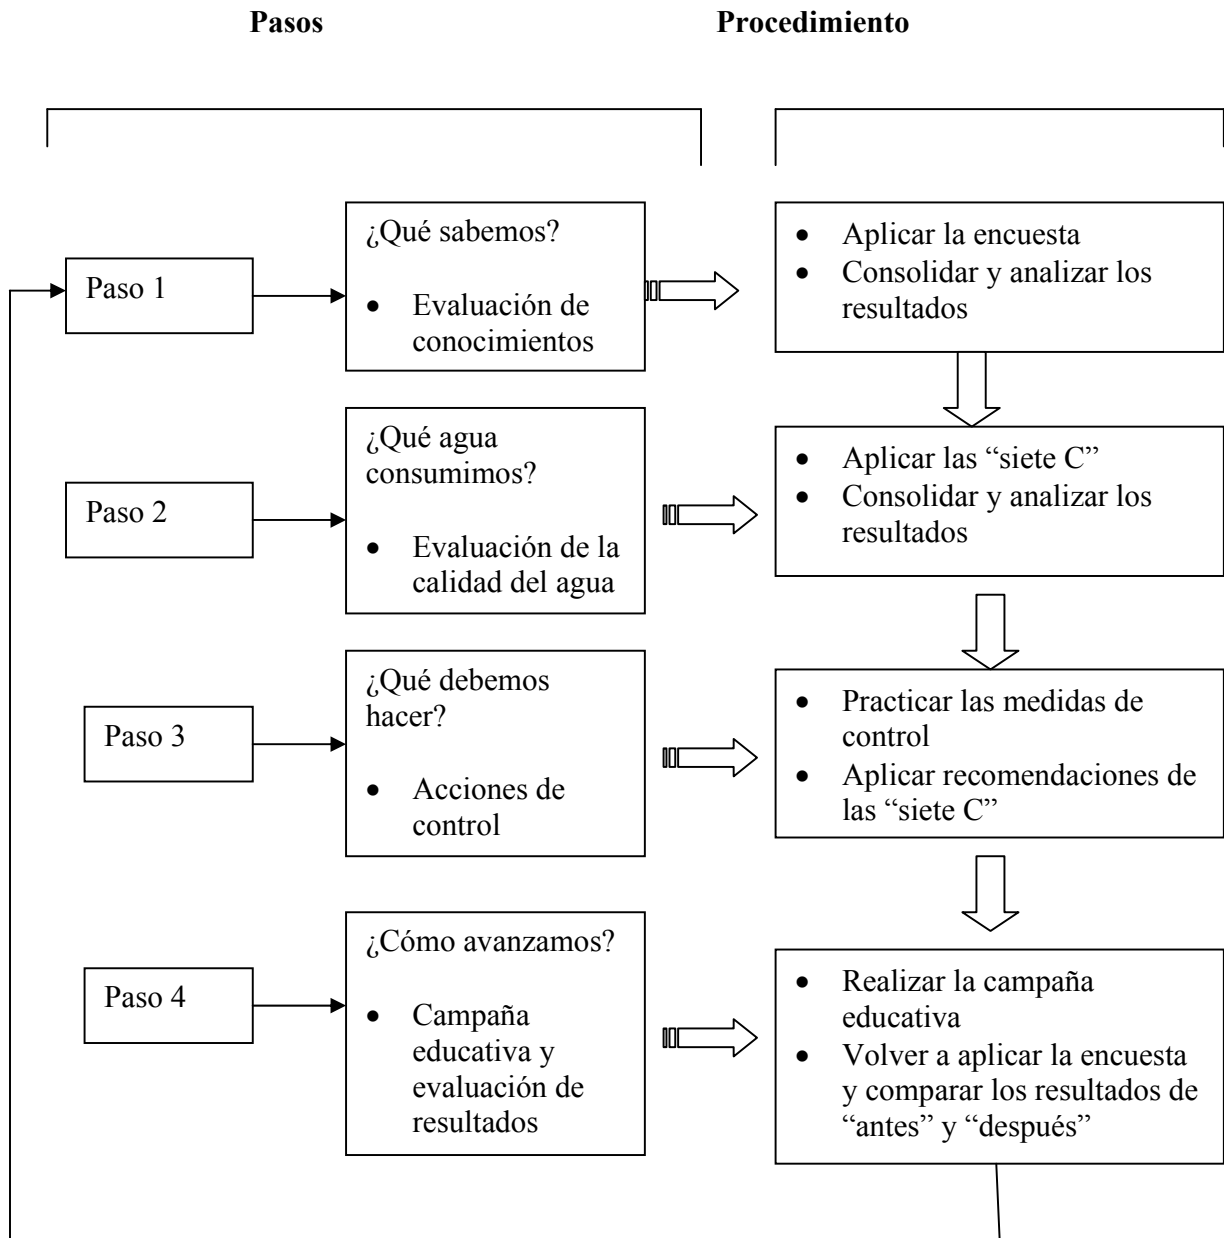 Pasos
Procedimiento
Paso 1
¿Qué sabemos?
• Evaluación de
conocimientos
• Aplicar la encuesta
• Consolidar y analizar los
resultados
Paso 2
¿Qué agua
consumimos?
• Evaluación de la
calidad del agua
• Aplicar las “siete C”
• Consolidar y analizar los
resultados
Paso 3
¿Qué debemos
hacer?
• Acciones de
control
• Practicar las medidas de
control
• Aplicar recomendaciones de
las “siete C”
Paso 4
¿Cómo avanzamos?
• Campaña
educativa y
evaluación de
resultados
• Realizar la campaña
educativa
• Volver a aplicar la encuesta
y comparar los resultados de
“antes” y “después”